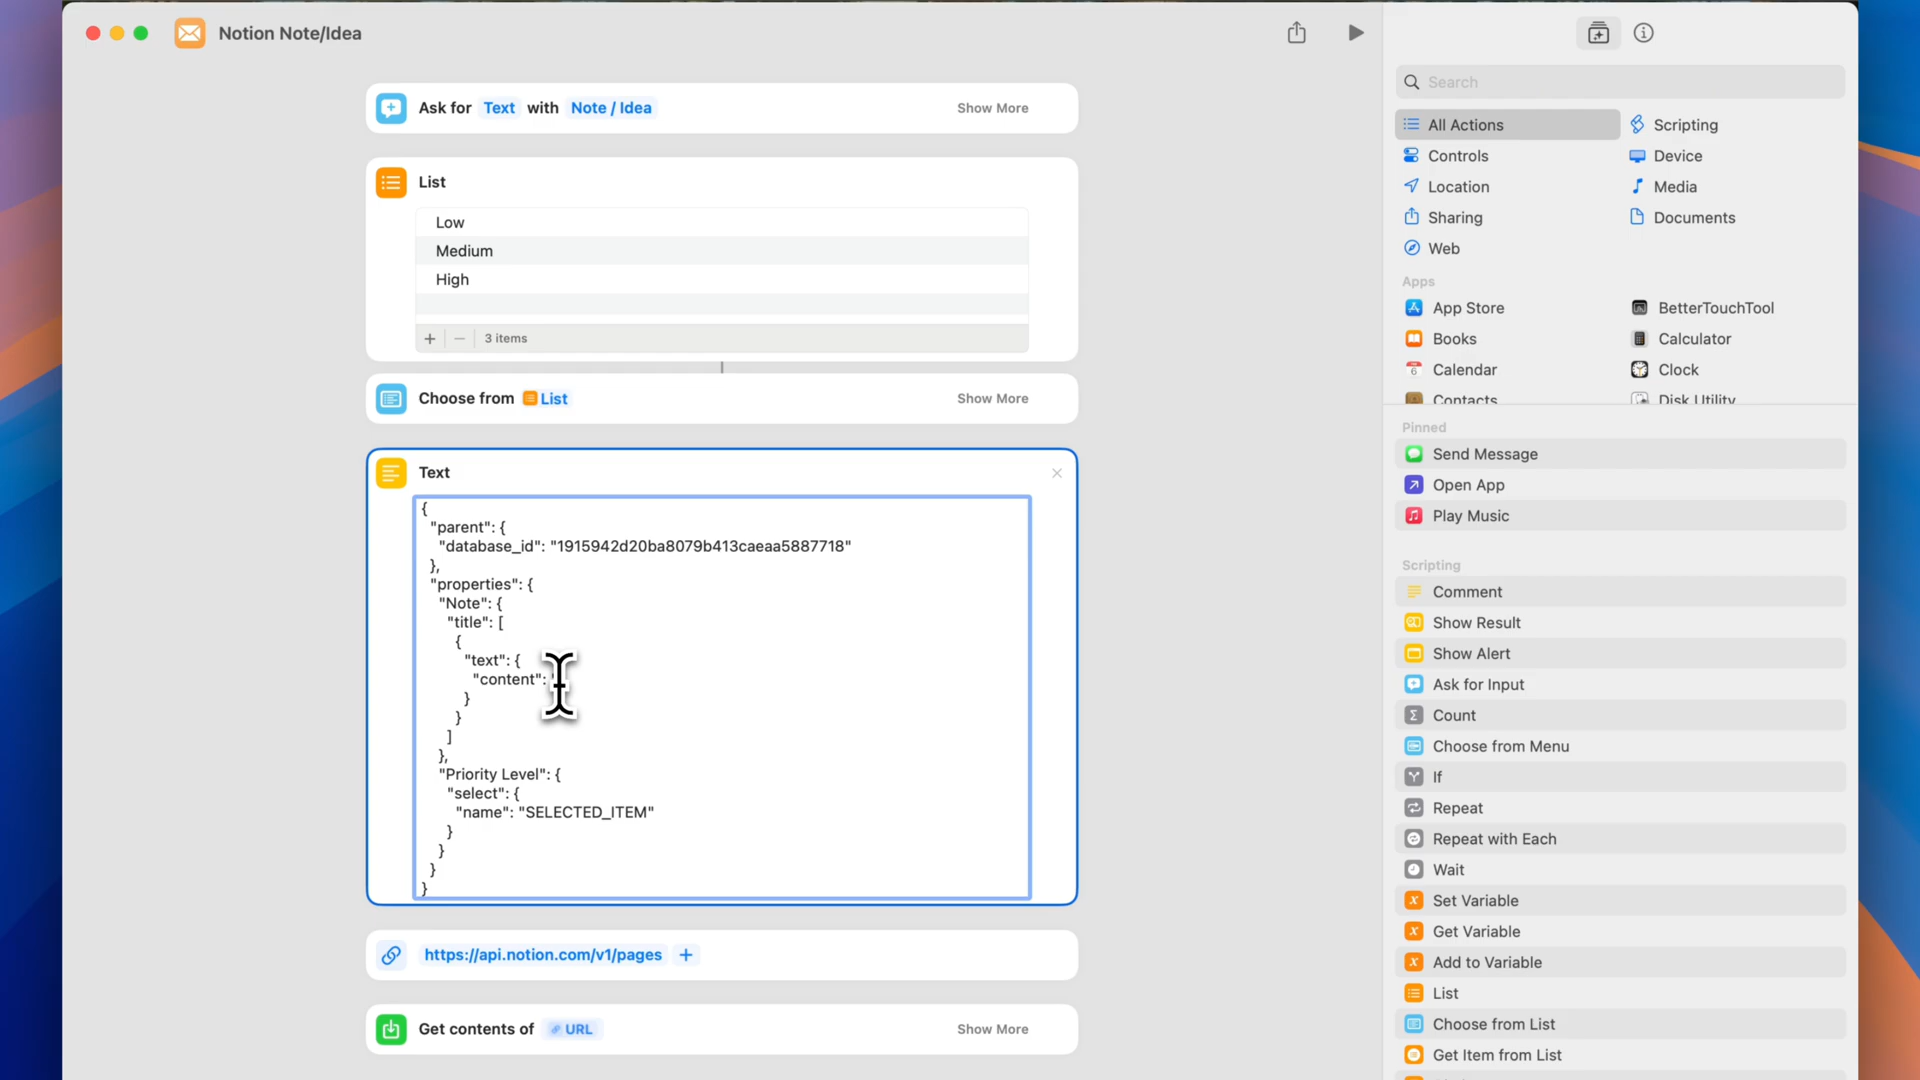 Notion Note/Idea
Ask for Text with Note / Idea Show More
List
Low
Medium
High
+ − 3 items
Choose from List Show More
Text
{
"parent": {
"database_id": "1915942d20ba8079b413caeaa5887718"
},
"properties": {
"Note": {
"title": [
{
"text": {
"content":
}
}
]
},
"Priority Level": {
"select": {
"name": "SELECTED_ITEM"
}
}
}
}
https://api.notion.com/v1/pages +
Get contents of URL Show More
Search
All Actions Scripting
Controls Device
Location Media
Sharing Documents
Web
Apps
App Store BetterTouchTool
Books Calculator
Calendar Clock
Contacts Disk Utility
Pinned
Send Message
Open App
Play Music
Scripting
Comment
Show Result
Show Alert
Ask for Input
Count
Choose from Menu
If
Repeat
Repeat with Each
Wait
Set Variable
Get Variable
Add to Variable
List
Choose from List
Get Item from List